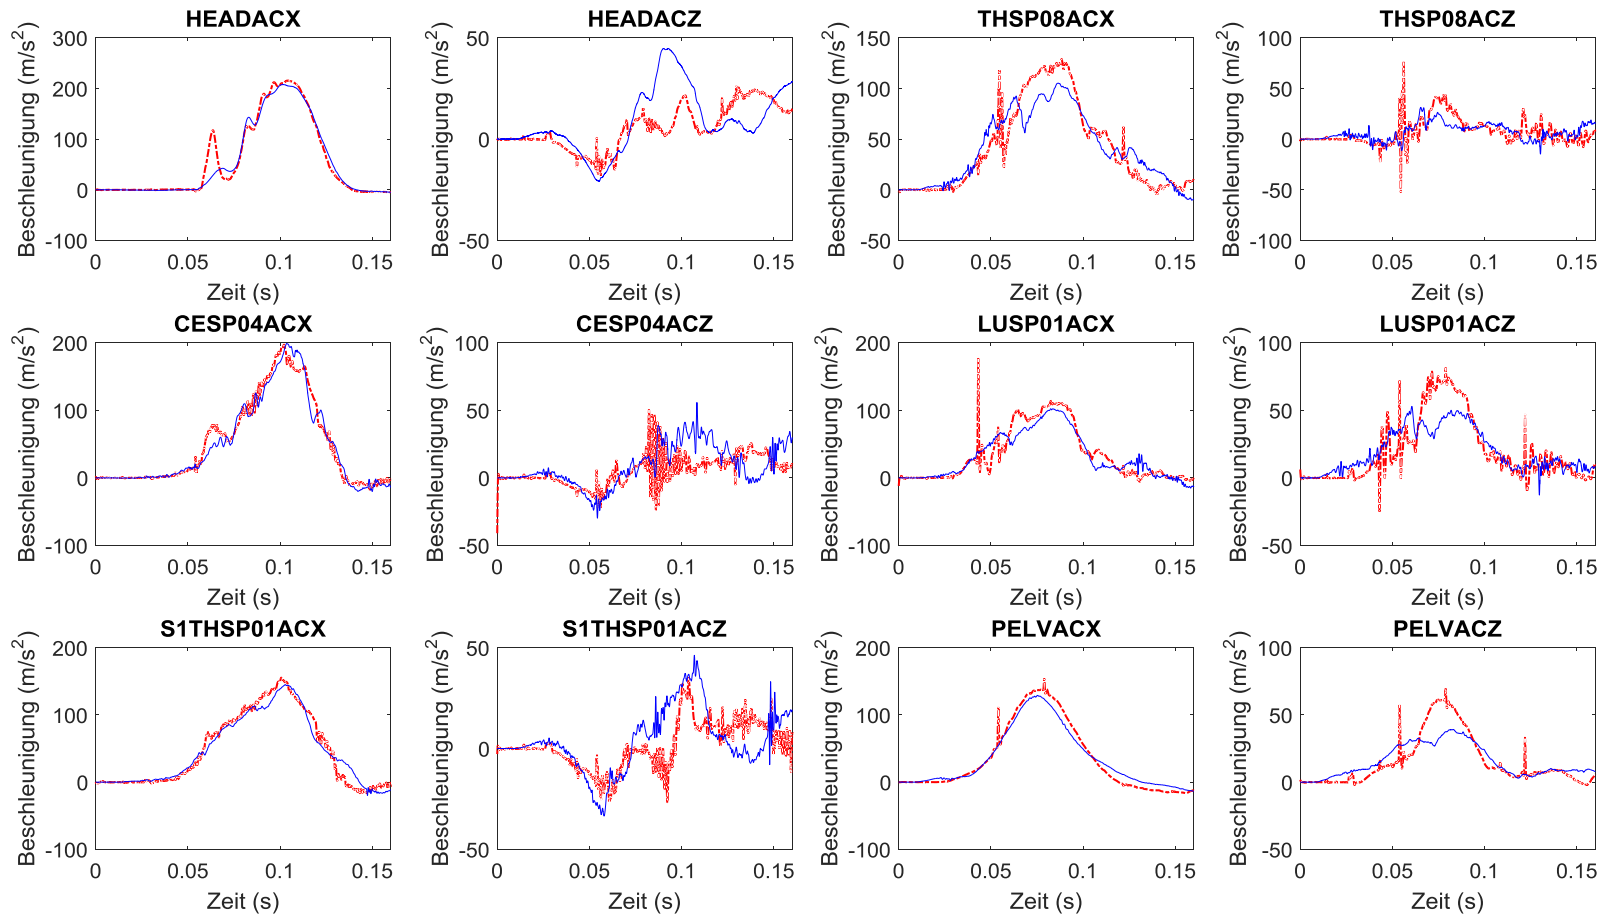 HEADACX
Beschleunigung (m/s²)
300
200
100
0
-100
0 0.05 0.1 0.15
Zeit (s)
HEADACZ
Beschleunigung (m/s²)
50
0
-50
0 0.05 0.1 0.15
Zeit (s)
THSP08ACX
Beschleunigung (m/s²)
150
100
50
0
-50
0 0.05 0.1 0.15
Zeit (s)
THSP08ACZ
Beschleunigung (m/s²)
100
50
0
-50
-100
0 0.05 0.1 0.15
Zeit (s)
CESP04ACX
Beschleunigung (m/s²)
200
100
0
-100
0 0.05 0.1 0.15
Zeit (s)
CESP04ACZ
Beschleunigung (m/s²)
100
50
0
-50
0 0.05 0.1 0.15
Zeit (s)
LUSP01ACX
Beschleunigung (m/s²)
200
100
0
-100
0 0.05 0.1 0.15
Zeit (s)
LUSP01ACZ
Beschleunigung (m/s²)
100
50
0
-50
0 0.05 0.1 0.15
Zeit (s)
S1THSP01ACX
Beschleunigung (m/s²)
200
100
0
-100
0 0.05 0.1 0.15
Zeit (s)
S1THSP01ACZ
Beschleunigung (m/s²)
50
0
-50
0 0.05 0.1 0.15
Zeit (s)
PELVACX
Beschleunigung (m/s²)
200
100
0
-100
0 0.05 0.1 0.15
Zeit (s)
PELVACZ
Beschleunigung (m/s²)
100
50
0
-50
0 0.05 0.1 0.15
Zeit (s)